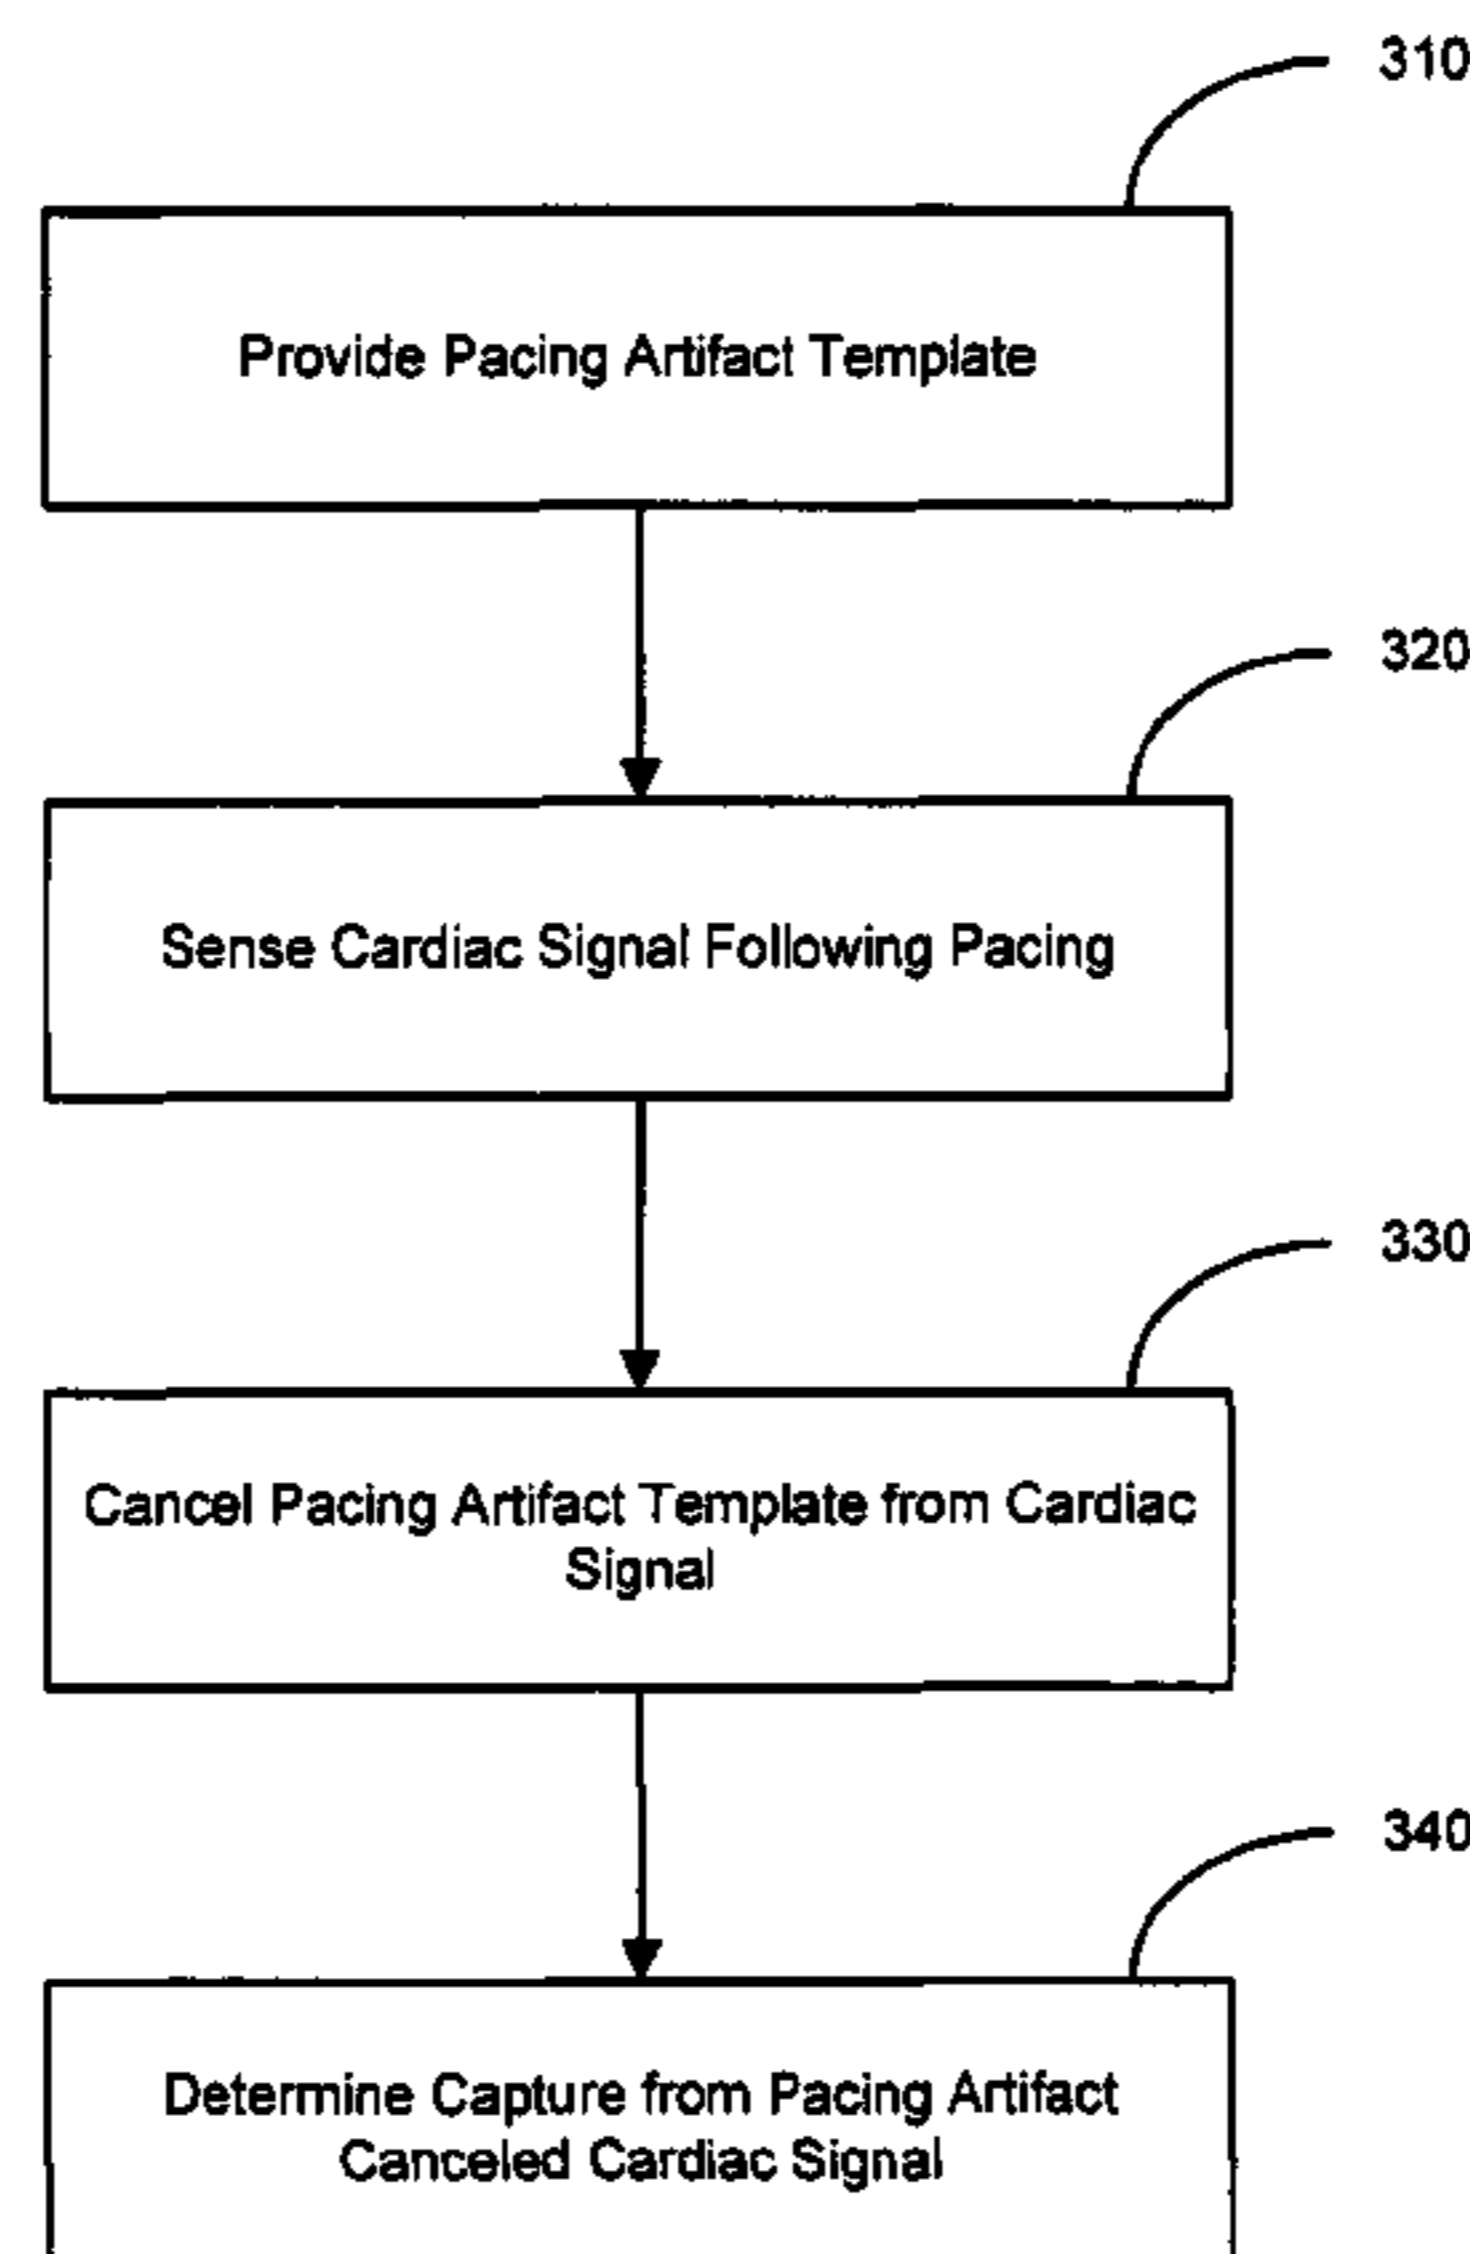 310
Provide Pacing Artifact Template
320
Sense Cardiac Signal Following Pacing
330
Cancel Pacing Artifact Template from Cardiac
Signal
340
Determine Capture from Pacing Artifact
Canceled Cardiac Signal